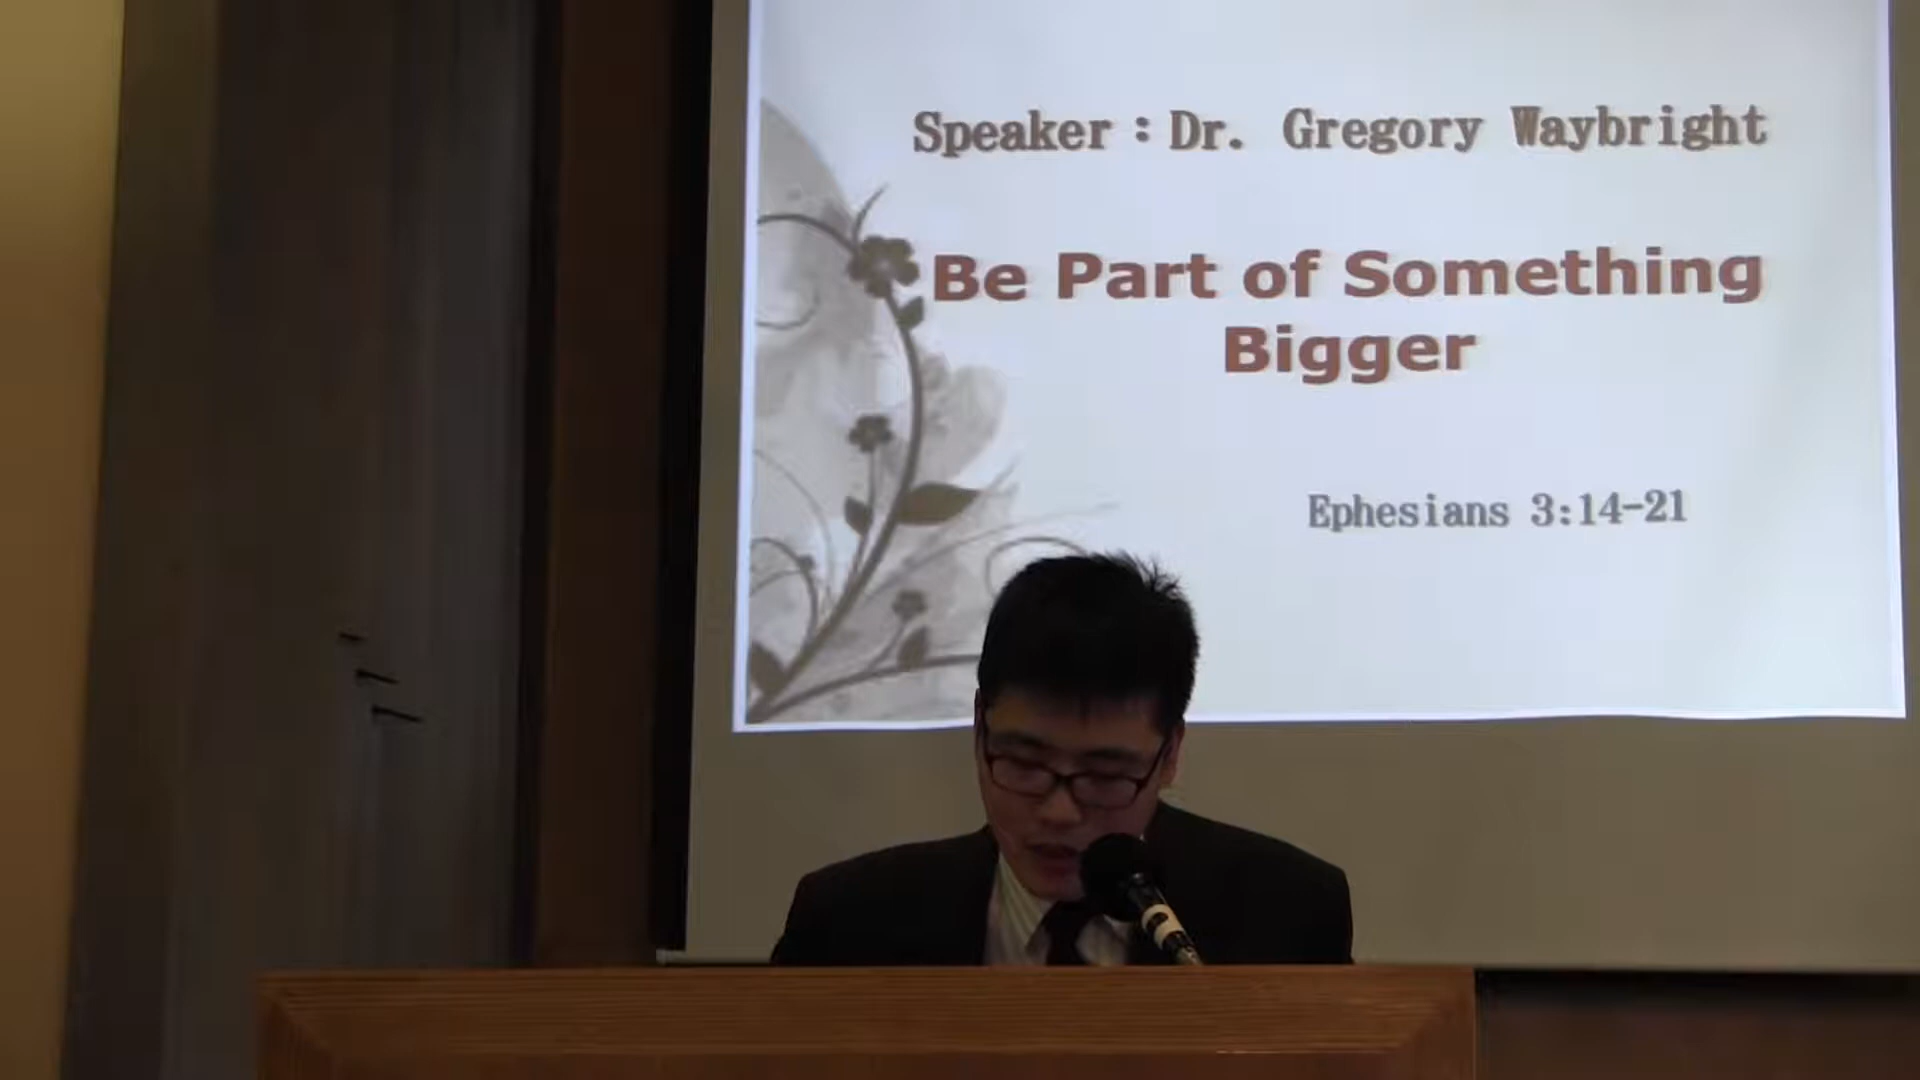 Speaker：Dr. Gregory Waybright
Be Part of Something
Bigger
Ephesians 3:14-21